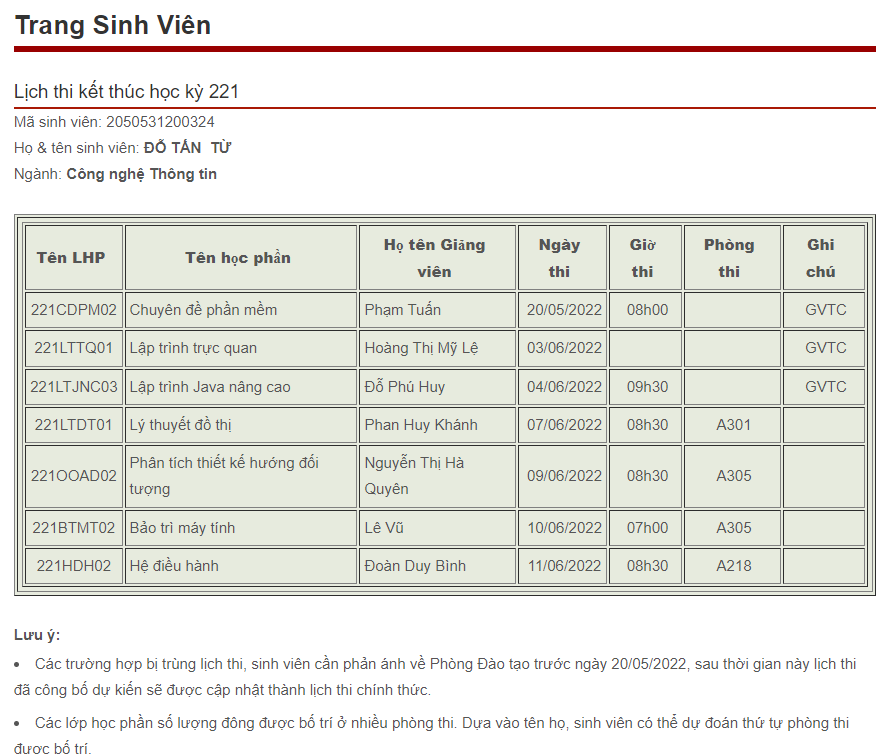 Trang Sinh Viên
Lịch thi kết thúc học kỳ 221
Mã sinh viên: 2050531200324
Họ & tên sinh viên: ĐỖ TẤN TỪ
Ngành: Công nghệ Thông tin
Tên LHP Tên học phần Họ tên Giảng viên Ngày thi Giờ thi Phòng thi Ghi chú
221CDPM02 Chuyên đề phần mềm Phạm Tuấn 20/05/2022 08h00 GVTC
221LTTQ01 Lập trình trực quan Hoàng Thị Mỹ Lệ 03/06/2022 GVTC
221LTJNC03 Lập trình Java nâng cao Đỗ Phú Huy 04/06/2022 09h30 GVTC
221LTDT01 Lý thuyết đồ thị Phan Huy Khánh 07/06/2022 08h30 A301
221OOAD02 Phân tích thiết kế hướng đối tượng Nguyễn Thị Hà Quyên 09/06/2022 08h30 A305
221BTMT02 Bảo trì máy tính Lê Vũ 10/06/2022 07h00 A305
221HDH02 Hệ điều hành Đoàn Duy Bình 11/06/2022 08h30 A218
Lưu ý:
• Các trường hợp bị trùng lịch thi, sinh viên cần phản ánh về Phòng Đào tạo trước ngày 20/05/2022, sau thời gian này lịch thi
đã công bố dự kiến sẽ được cập nhật thành lịch thi chính thức.
• Các lớp học phần số lượng đông được bố trí ở nhiều phòng thi. Dựa vào tên họ, sinh viên có thể dự đoán thứ tự phòng thi
được bố trí.